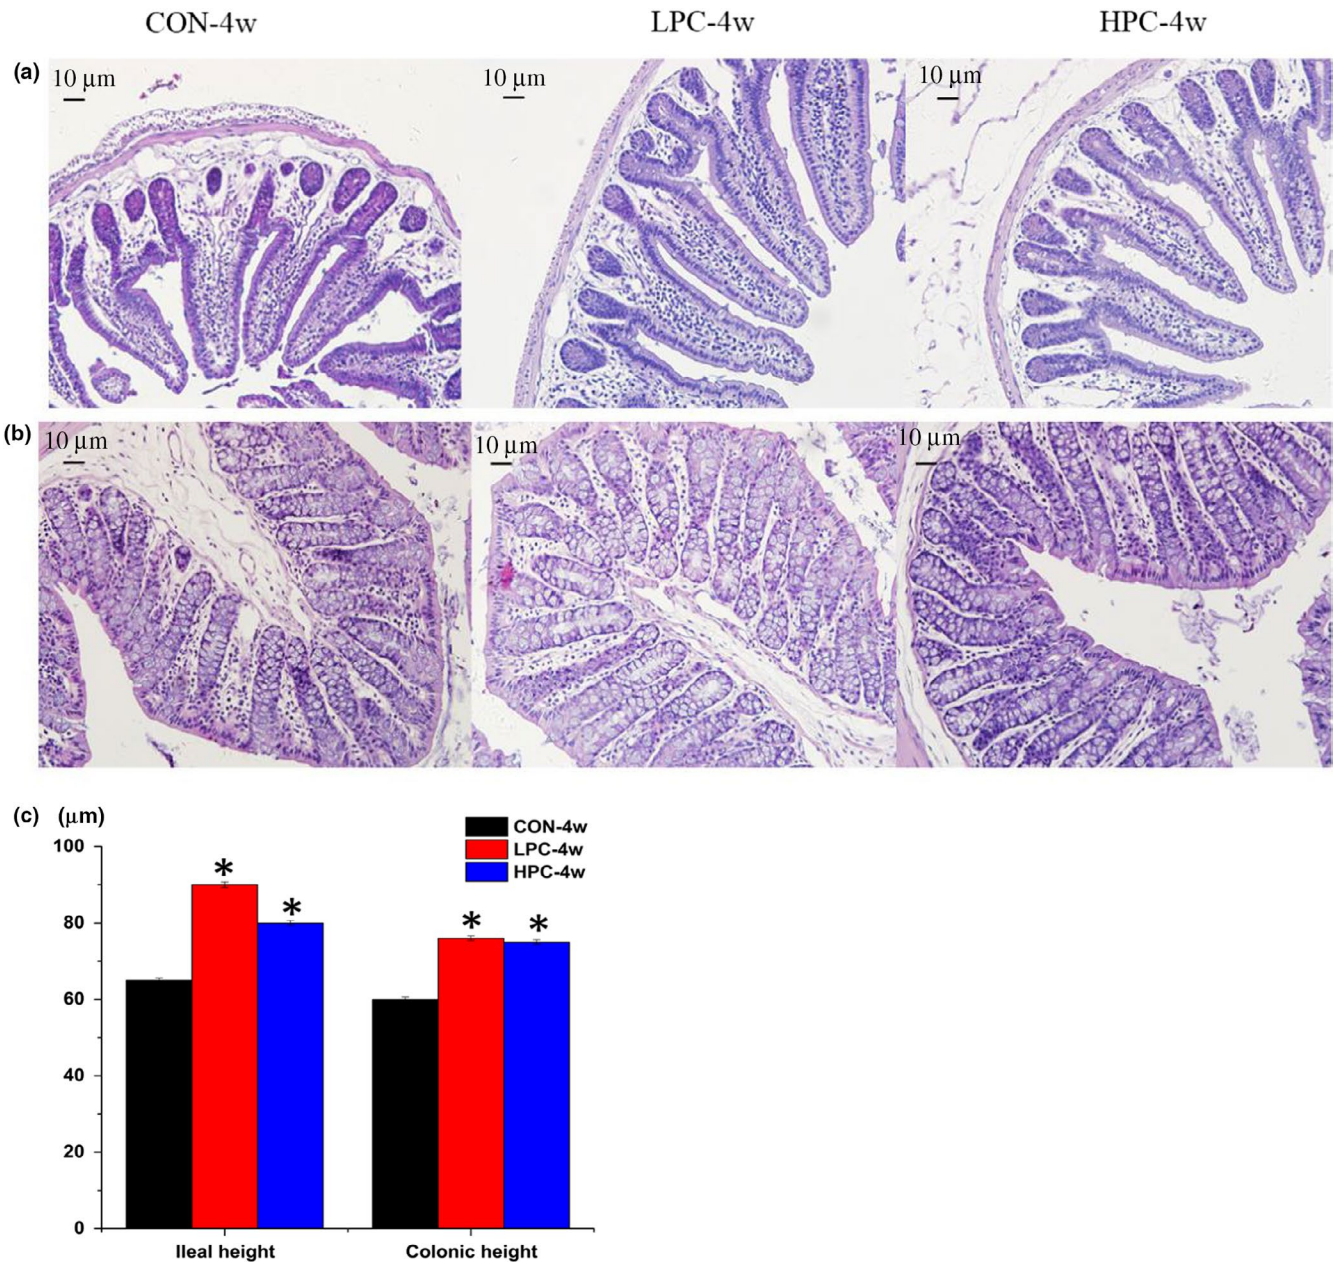 CON-4w LPC-4w HPC-4w
(a) 10 μm 10 μm 10 μm
(b) 10 μm 10 μm 10 μm
(c) (μm)
CON-4w
LPC-4w
HPC-4w
100
80
60
40
20
0
* * * *
Ileal height Colonic height